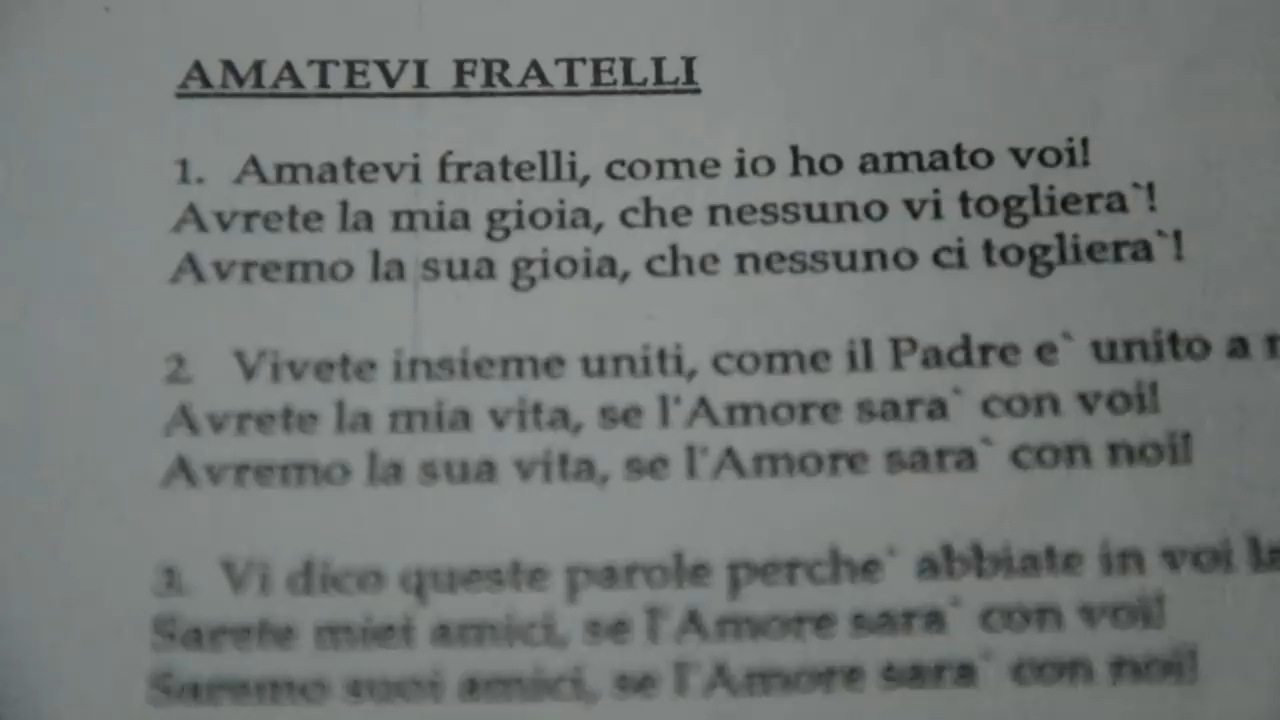 AMATEVI FRATELLI
1. Amatevi fratelli, come io ho amato voi!
Avrete la mia gioia, che nessuno vi togliera`!
Avremo la sua gioia, che nessuno ci togliera`!
2 Vivete insieme uniti, come il Padre e` unito a
Avrete la mia vita, se l'Amore sara` con voi!
Avremo la sua vita, se l'Amore sara` con noi!
3. Vi dico queste parole perche` abbiate in voi
Sarete miei amici, se l'Amore sara` con voi!
Saremo suoi amici, se l'Amore sara` con noi!